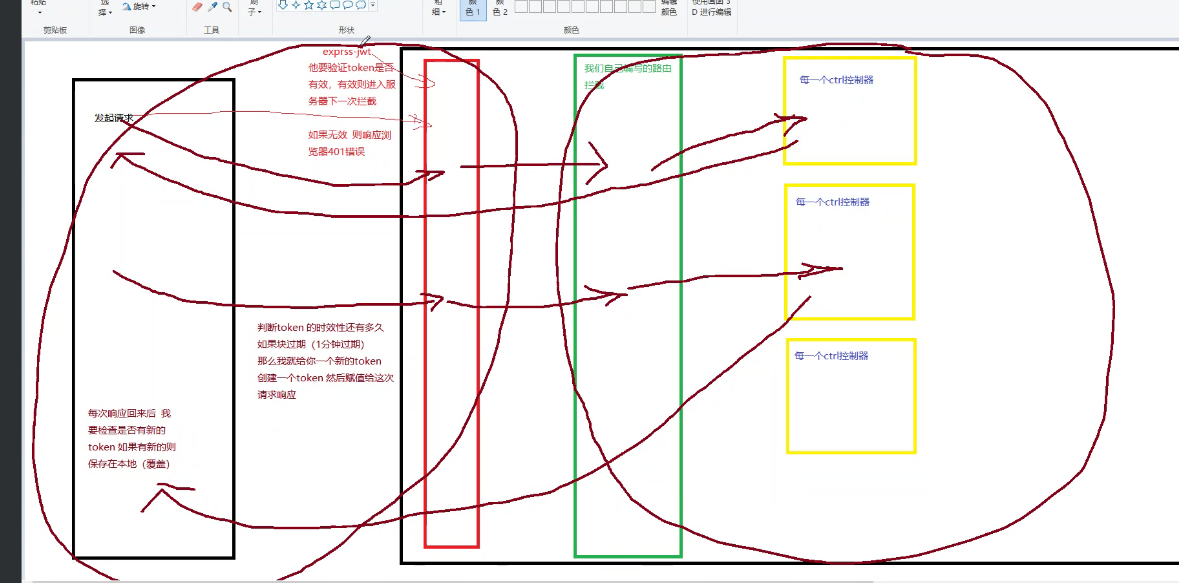 粘贴
选
择
旋转
子
粗
细
颜
色 1
颜
色 2
编辑
颜色
使用画图 3
D 进行编辑
剪贴板
图像
工具
形状
颜色
exprss-jwt
他要验证token是否
有效，有效则进入服
务器下一次拦截
如果无效 则响应浏
览器401错误
发起请求
我们自己编写的路由
拦截
每一个ctrl控制器
每一个ctrl控制器
每一个ctrl控制器
判断token 的时效性还有多久
如果块过期（1分钟过期）
那么我就给你一个新的token
创建一个token 然后赋值给这次
请求响应
每次响应回来后 我
要检查是否有新的
token 如果有新的则
保存在本地（覆盖）